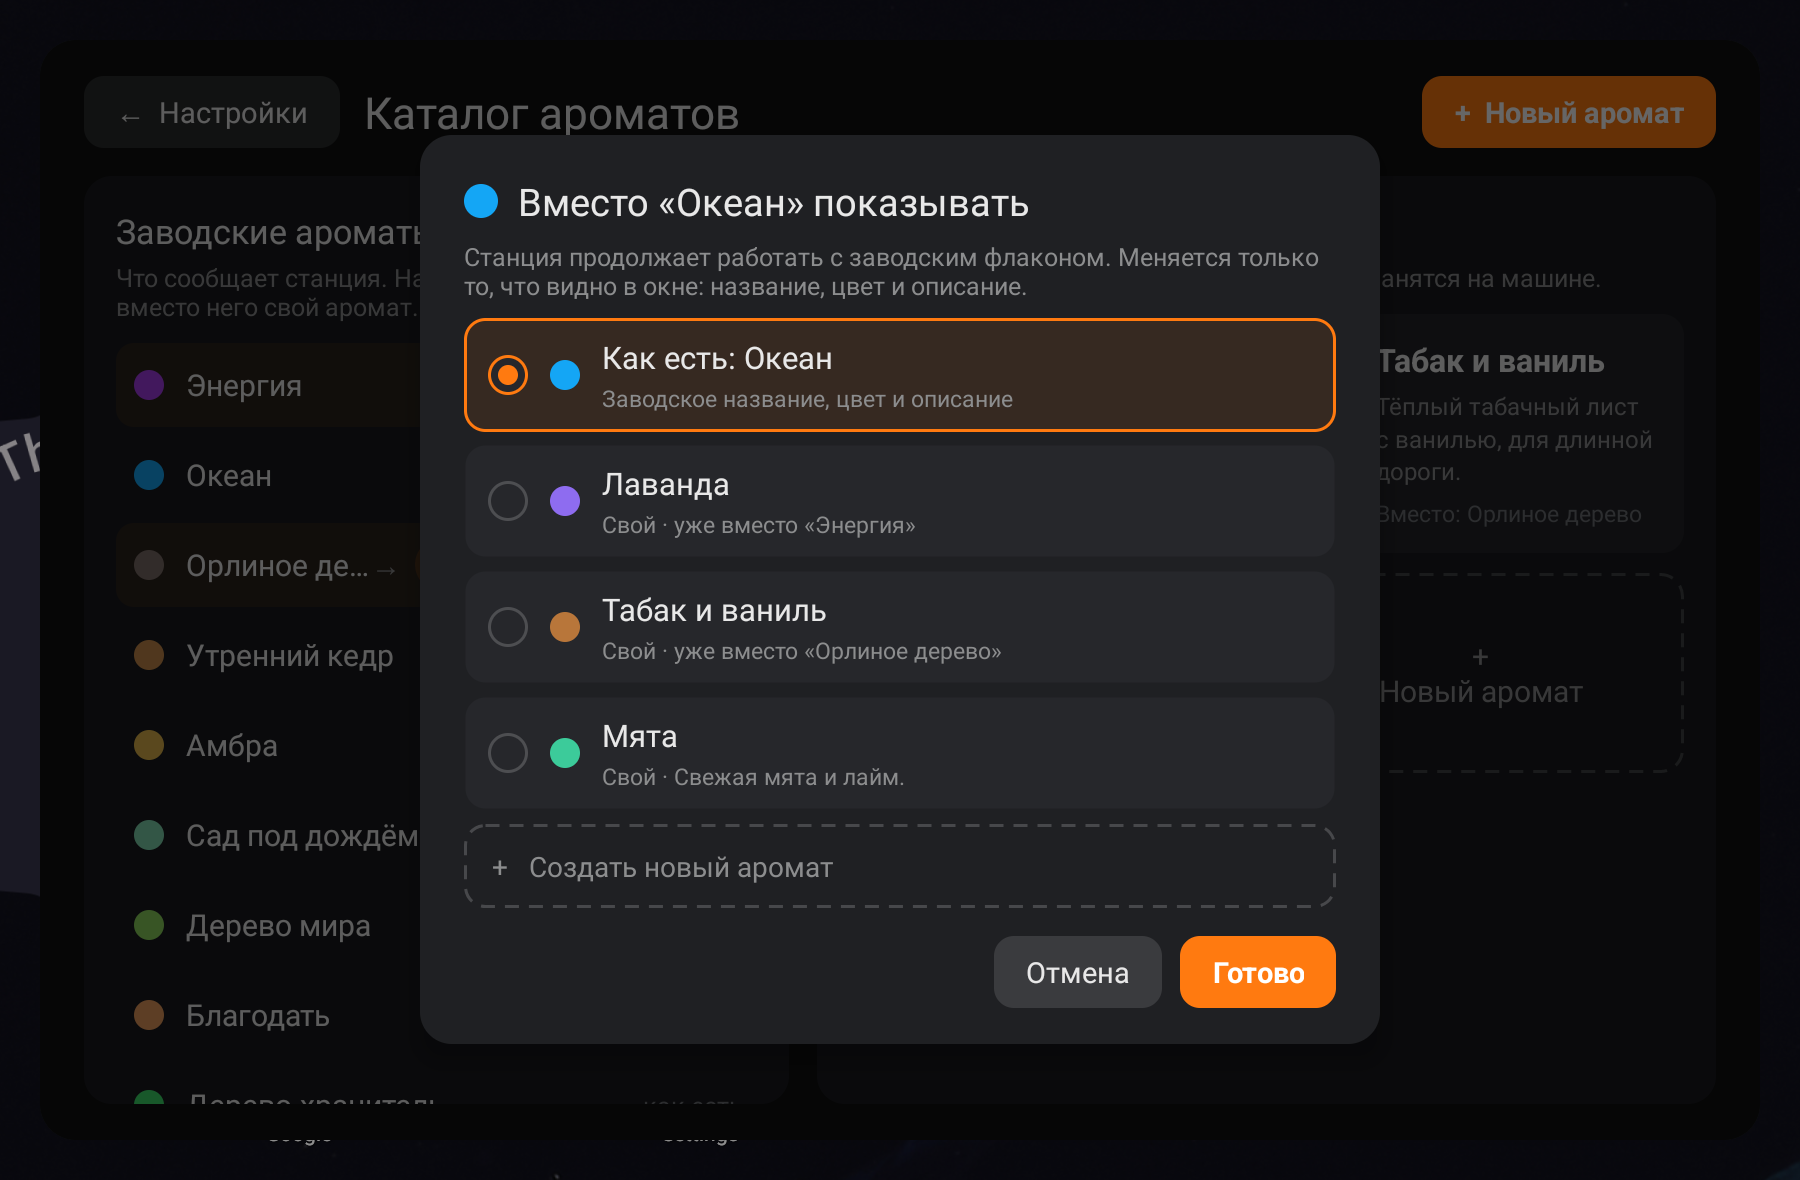 ← Настройки
Каталог ароматов
+ Новый аромат
Заводские ароматы
Что сообщает станция.
вместо него свой аромат.
Энергия
Океан
Орлиное де... →
Утренний кедр
Амбра
Сад под дождём
Дерево мира
Благодать
Вместо «Океан» показывать
Станция продолжает работать с заводским флаконом. Меняется только
то, что видно в окне: название, цвет и описание.
Как есть: Океан
Заводское название, цвет и описание
Лаванда
Свой · уже вместо «Энергия»
Табак и ваниль
Свой · уже вместо «Орлиное дерево»
Мята
Свой · Свежая мята и лайм.
+ Создать новый аромат
Отмена
Готово
на машине.
Табак и ваниль
Тёплый табачный лист
с ванилью, для длинной
дороги.
Вместо: Орлиное дерево
+
Новый аромат